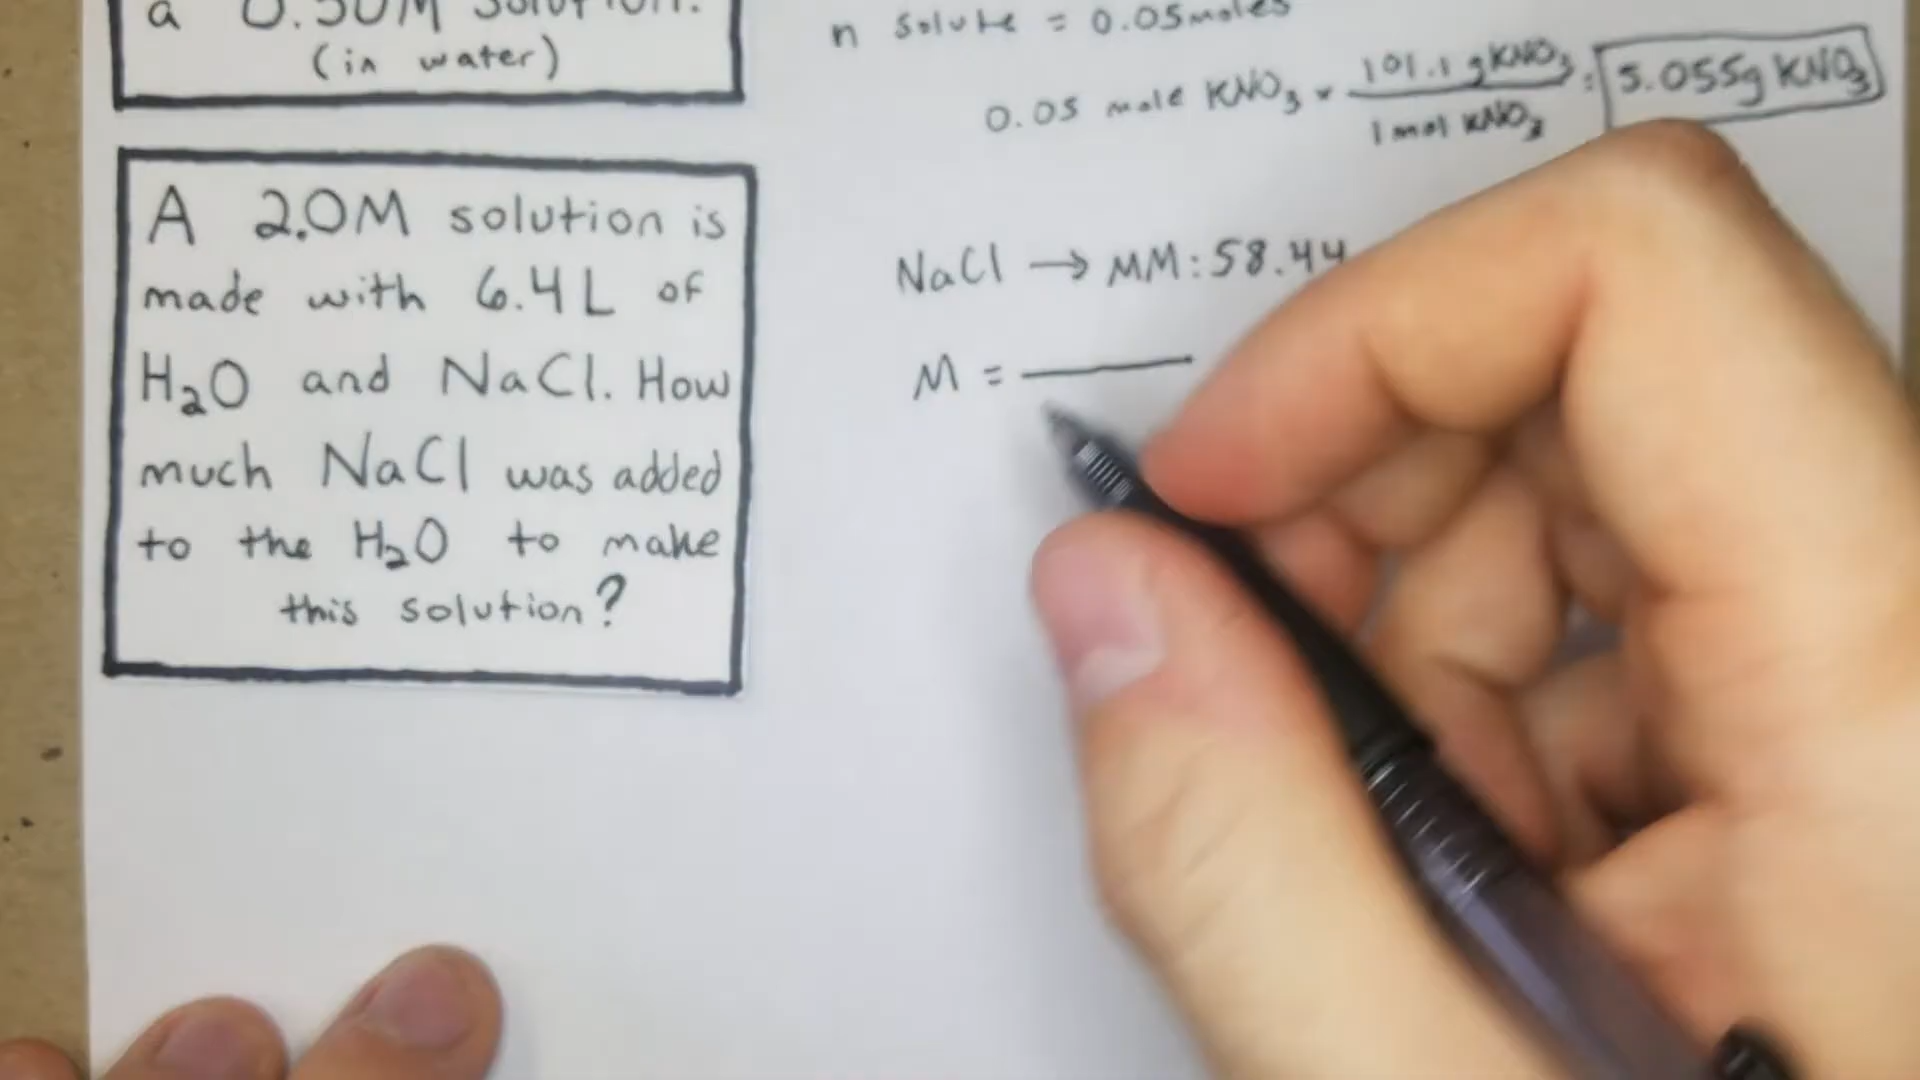 a 0.50M solution.
(in water)
n solute = 0.05moles
0.05 mole KNO3 × 101.1 gKNO3 = 5.055g KNO3
1 mol KNO3
A 2.0M solution is
made with 6.4L of
H2O and NaCl. How
much NaCl was added
to the H2O to make
this solution?
NaCl → MM: 58.44
M =